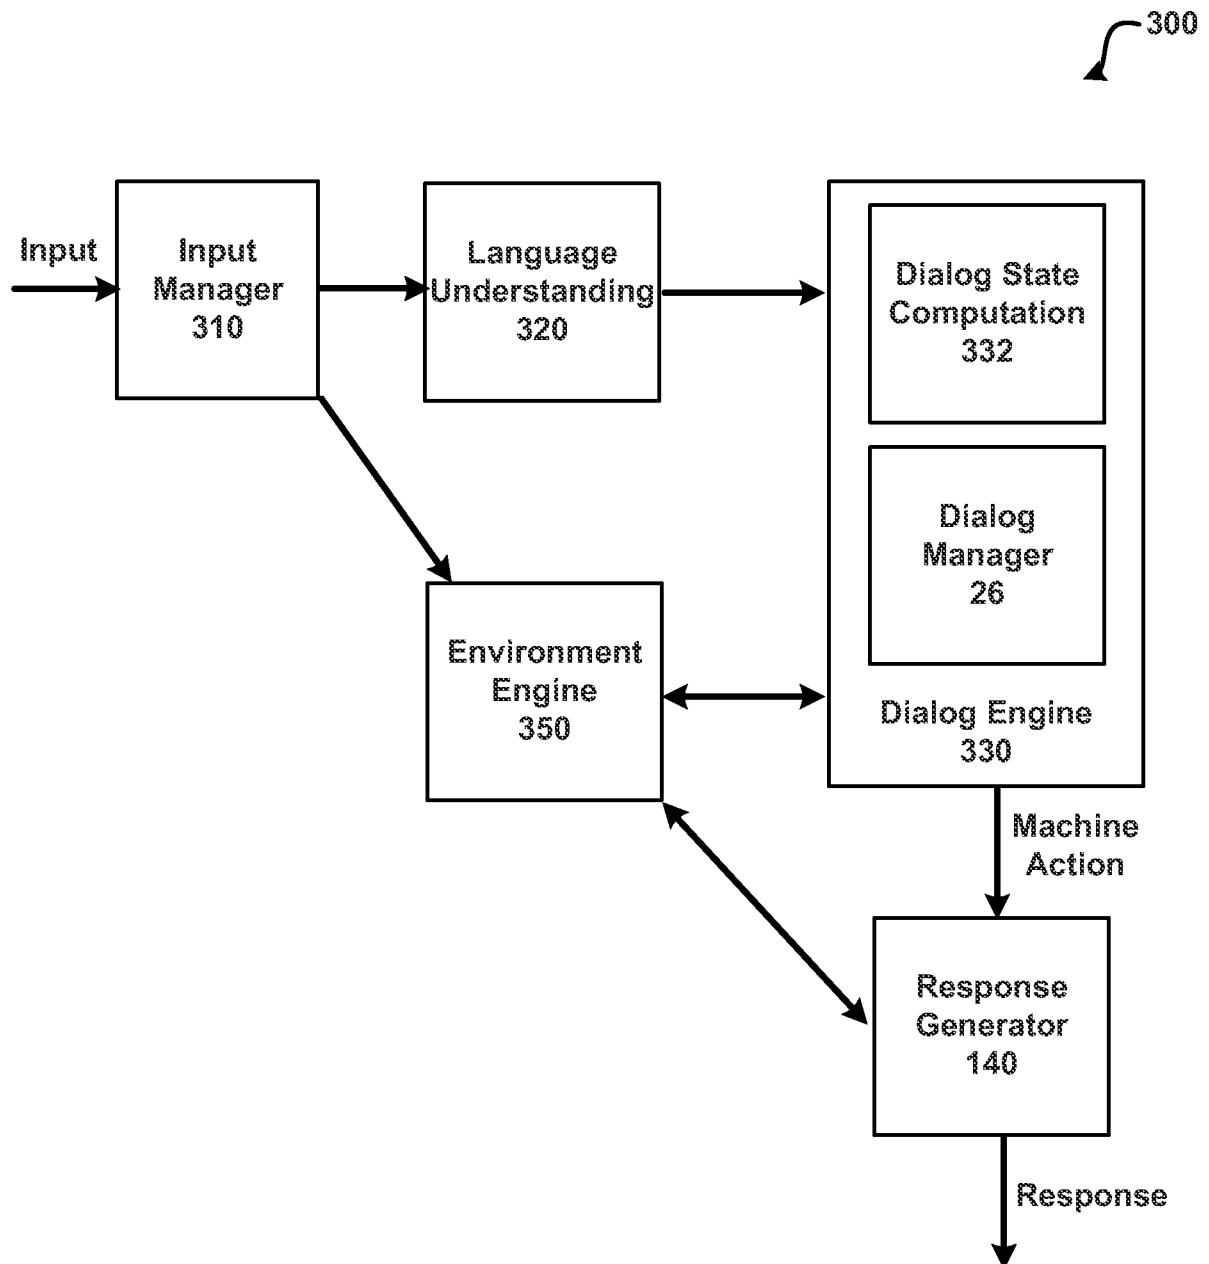 300
Input
Input
Manager
310
Language
Understanding
320
Dialog State
Computation
332
Dialog
Manager
26
Dialog Engine
330
Environment
Engine
350
Machine
Action
Response
Generator
140
Response